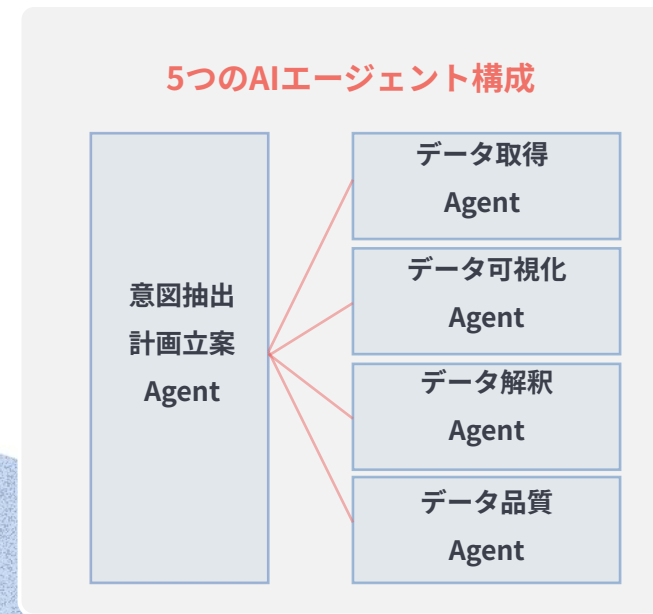 5つのAIエージェント構成
意図抽出
計画立案
Agent
データ取得
Agent
データ可視化
Agent
データ解釈
Agent
データ品質
Agent